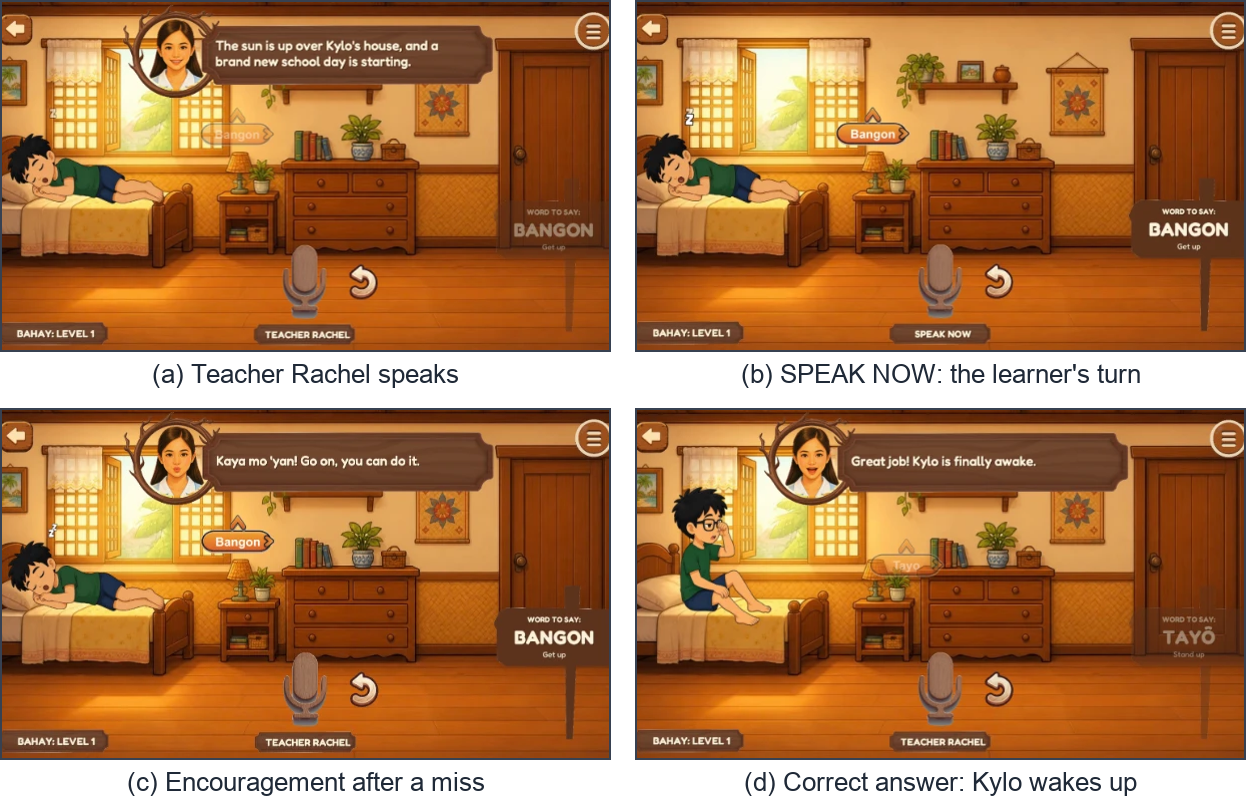 The sun is up over Kylo's house, and a
brand new school day is starting.
z
Bangon
WORD TO SAY:
BANGON
Get up
BAHAY: LEVEL 1
TEACHER RACHEL
(a) Teacher Rachel speaks
z
z
Bangon
WORD TO SAY:
BANGON
Get up
BAHAY: LEVEL 1
SPEAK NOW
(b) SPEAK NOW: the learner's turn
Kaya mo 'yan! Go on, you can do it.
z
z
Bangon
WORD TO SAY:
BANGON
Get up
BAHAY: LEVEL 1
TEACHER RACHEL
(c) Encouragement after a miss
Great job! Kylo is finally awake.
Tayo
WORD TO SAY:
TAYÔ
Stand up
BAHAY: LEVEL 1
TEACHER RACHEL
(d) Correct answer: Kylo wakes up